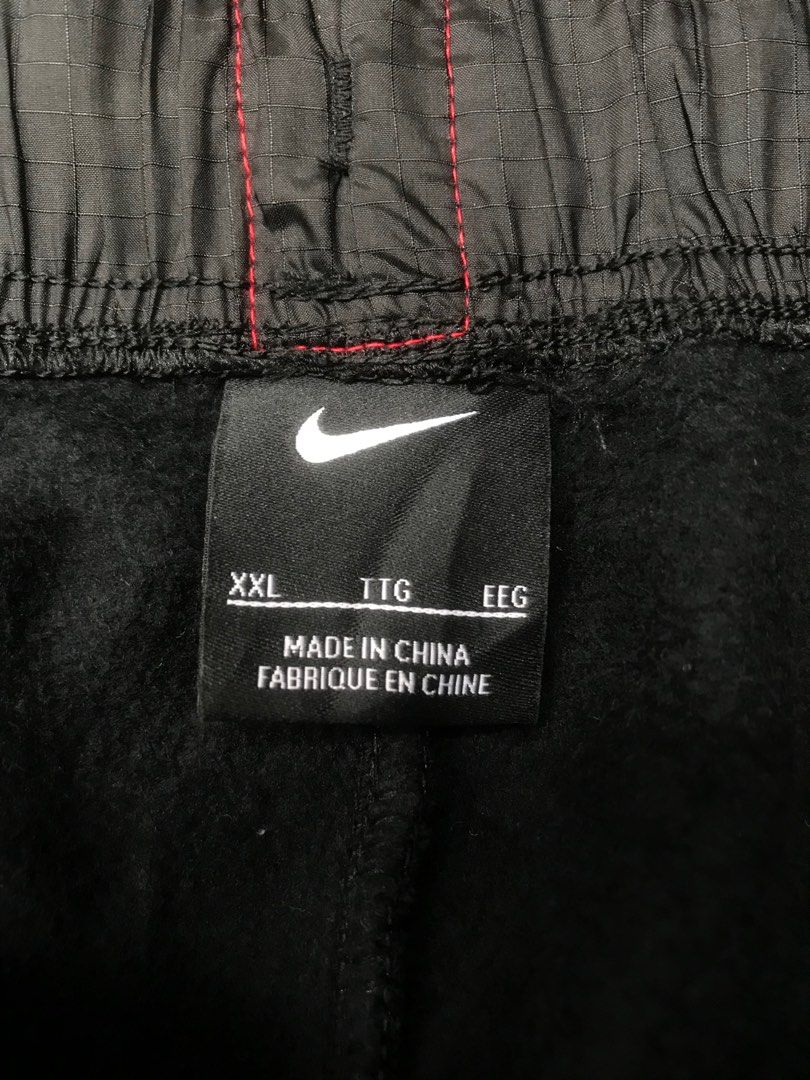 XXL TTG EEG
MADE IN CHINA
FABRIQUE EN CHINE